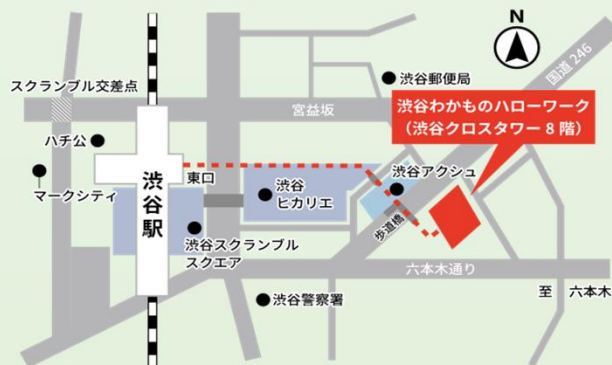 N
国道 246
スクランブル交差点
渋谷郵便局
宮益坂
渋谷わかものハローワーク
（渋谷クロスタワー 8 階）
ハチ公
マークシティ
渋谷駅
東口
渋谷
ヒカリエ
渋谷アクシュ
歩道橋
渋谷スクランブル
スクエア
六本木通り
渋谷警察署
至 六本木